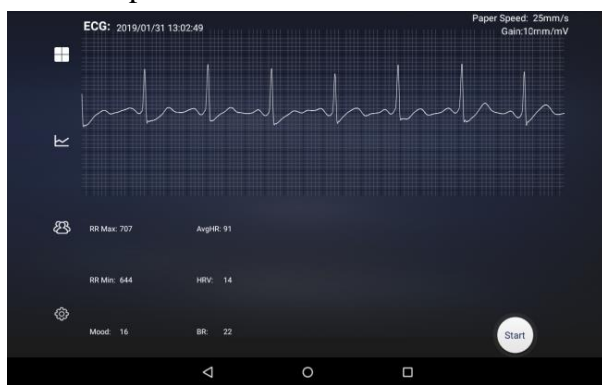 ECG: 2019/01/31 13:02:49
Paper Speed: 25mm/s
Gain:10mm/mV
RR Max: 707 AvgHR: 91
RR Min: 644 HRV: 14
Mood: 16 BR: 22
Start